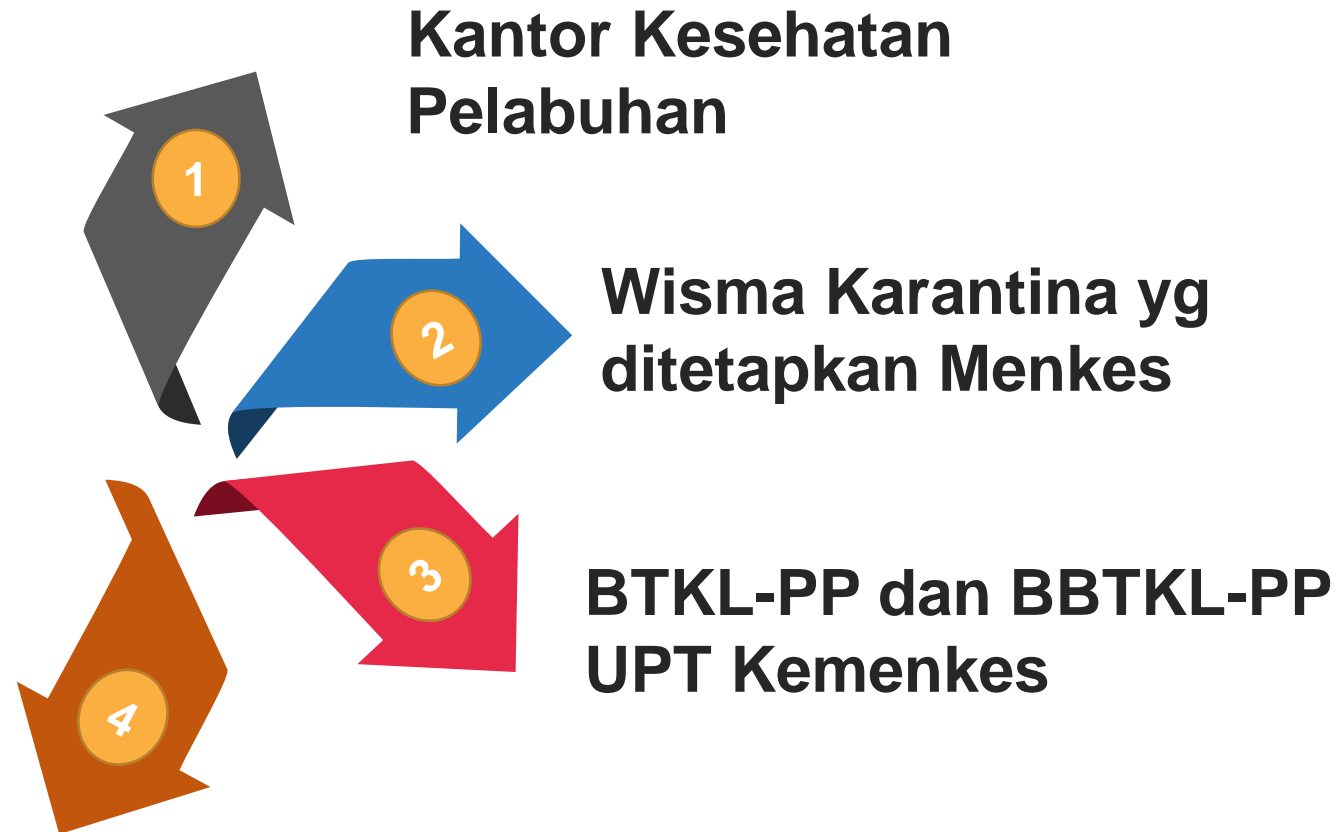 Kantor Kesehatan
Pelabuhan
1
2
Wisma Karantina yg
ditetapkan Menkes
3
BTKL-PP dan BBTKL-PP
UPT Kemenkes
4